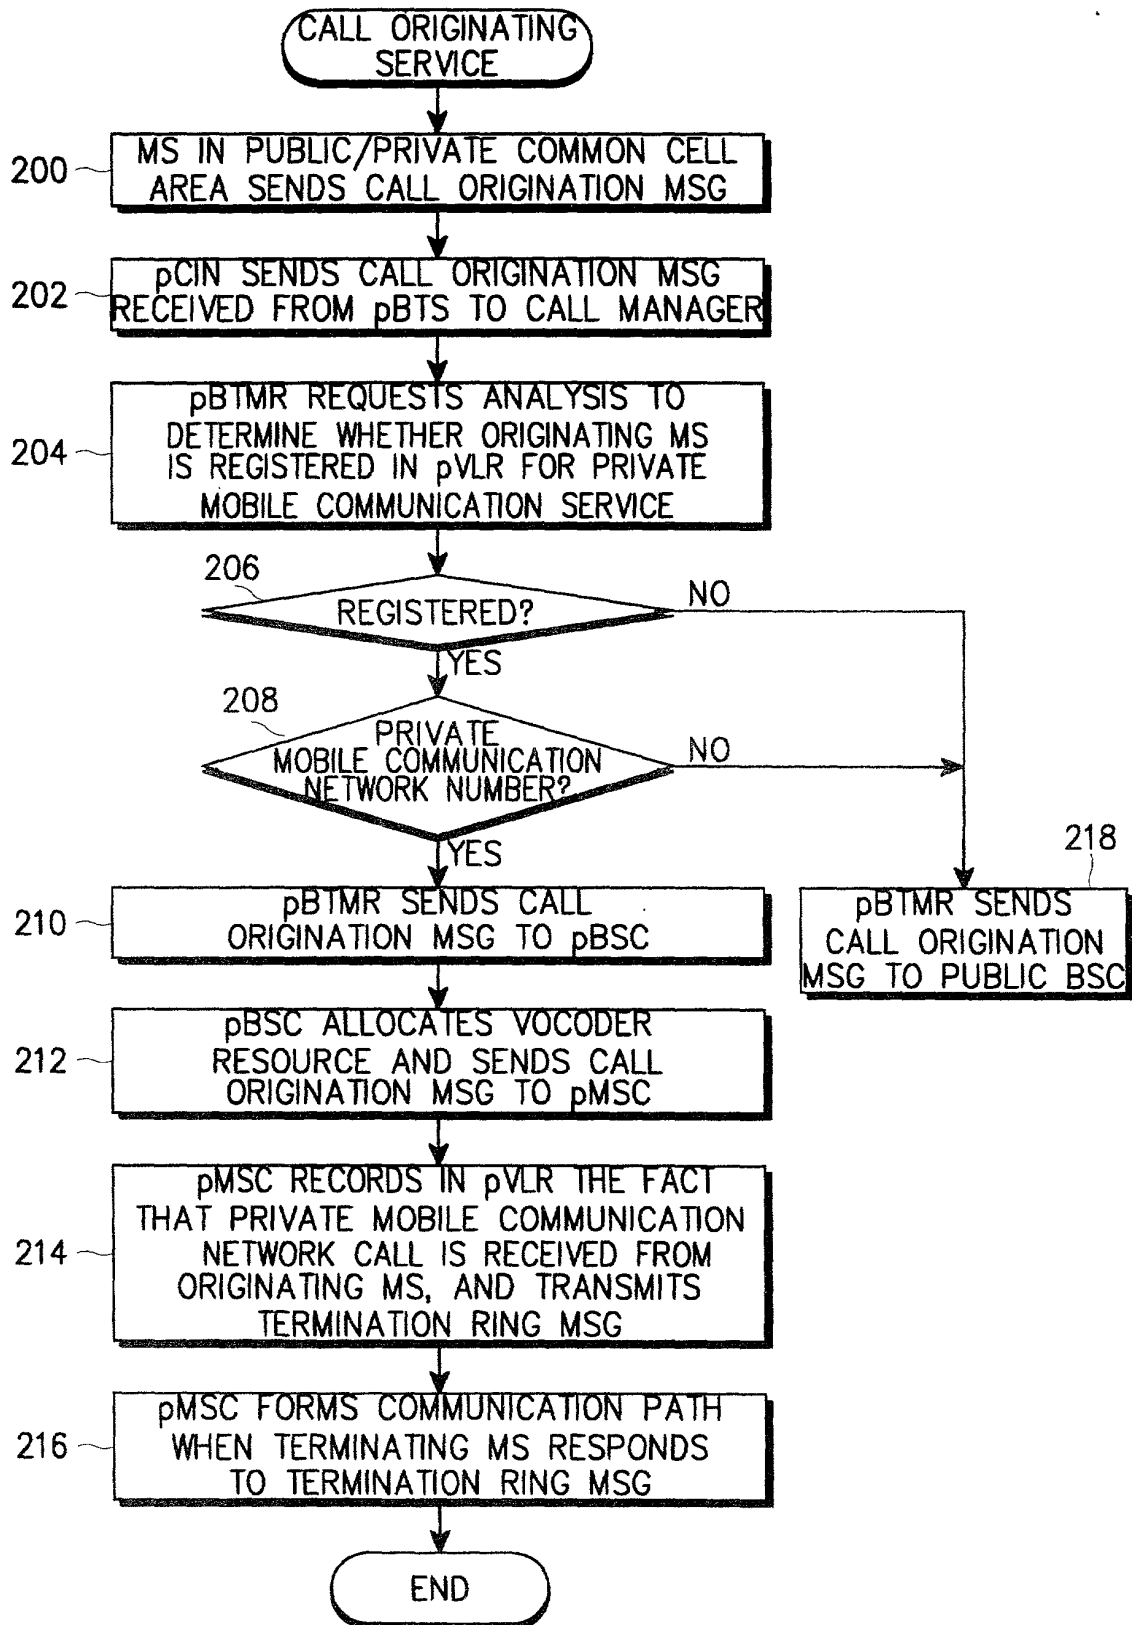 CALL ORIGINATING
SERVICE
200
MS IN PUBLIC/PRIVATE COMMON CELL
AREA SENDS CALL ORIGINATION MSG
202
pCIN SENDS CALL ORIGINATION MSG
RECEIVED FROM pBTS TO CALL MANAGER
204
pBTMR REQUESTS ANALYSIS TO
DETERMINE WHETHER ORIGINATING MS
IS REGISTERED IN pVLR FOR PRIVATE
MOBILE COMMUNICATION SERVICE
206
REGISTERED?
NO
YES
208
PRIVATE
MOBILE COMMUNICATION
NETWORK NUMBER?
NO
YES
210
pBTMR SENDS CALL
ORIGINATION MSG TO pBSC
218
pBTMR SENDS
CALL ORIGINATION
MSG TO PUBLIC BSC
212
pBSC ALLOCATES VOCODER
RESOURCE AND SENDS CALL
ORIGINATION MSG TO pMSC
214
pMSC RECORDS IN pVLR THE FACT
THAT PRIVATE MOBILE COMMUNICATION
NETWORK CALL IS RECEIVED FROM
ORIGINATING MS, AND TRANSMITS
TERMINATION RING MSG
216
pMSC FORMS COMMUNICATION PATH
WHEN TERMINATING MS RESPONDS
TO TERMINATION RING MSG
END